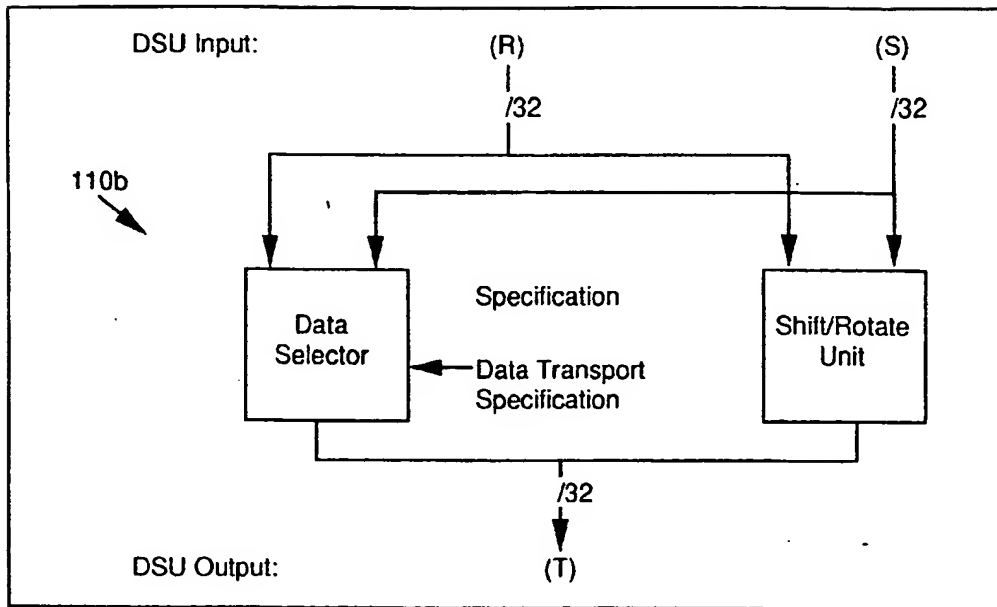 DSU Input: (R) (S)
/32 /32
110b
Specification
Data
Selector
Shift/Rotate
Unit
Data Transport
Specification
/32
DSU Output: (T)